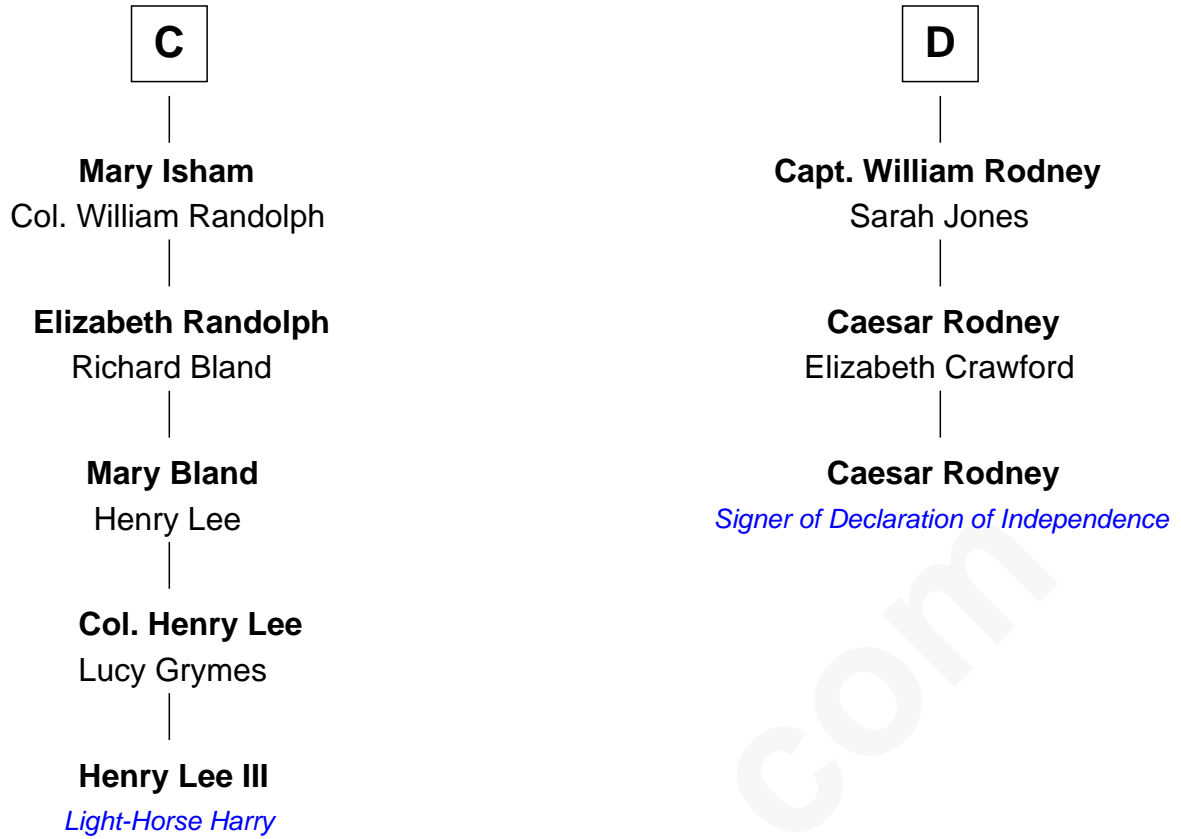 C
Mary Isham
Col. William Randolph
Elizabeth Randolph
Richard Bland
Mary Bland
Henry Lee
Col. Henry Lee
Lucy Grymes
Henry Lee III
Light-Horse Harry
D
Capt. William Rodney
Sarah Jones
Caesar Rodney
Elizabeth Crawford
Caesar Rodney
Signer of Declaration of Independence
com